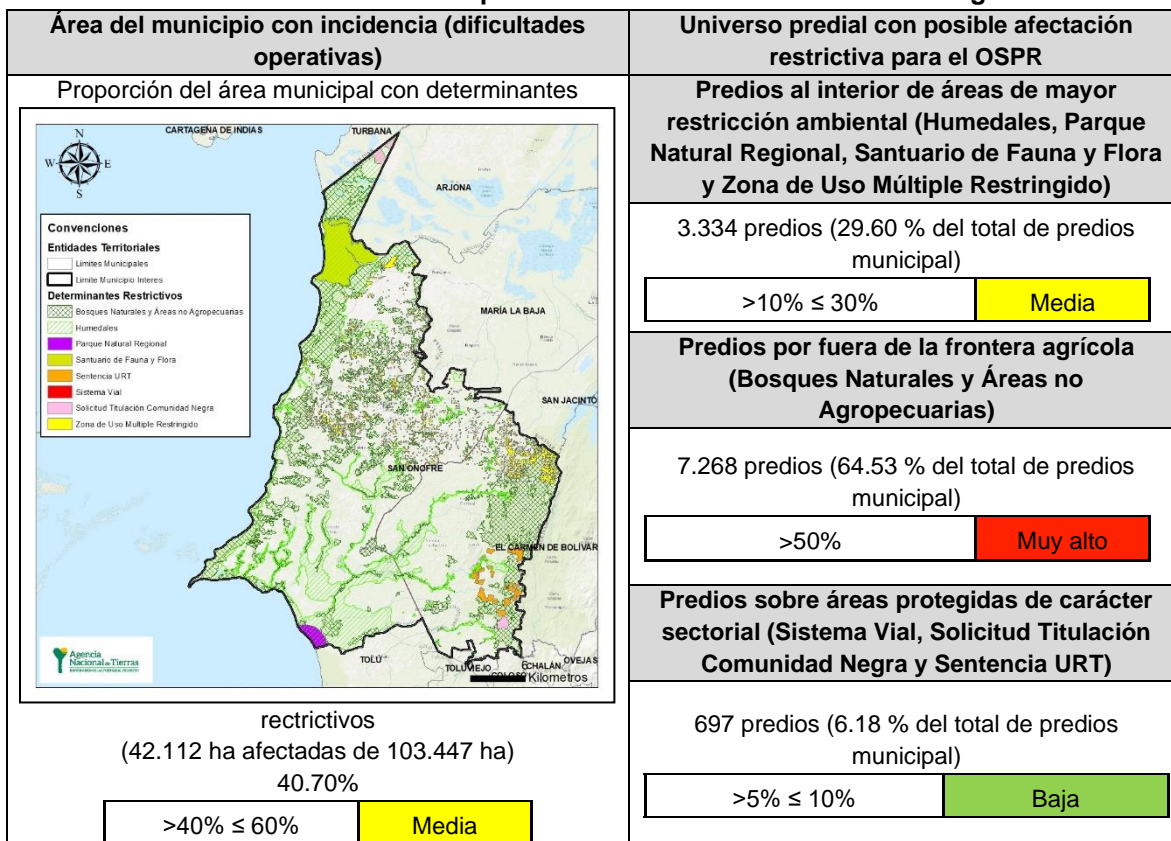 Área del municipio con incidencia (dificultades
operativas)
Proporción del área municipal con determinantes
CARTAGENA DE INDIAS
TURBANA
N
W
E
S
ARJONA
Convenciones
Entidades Territoriales
Limites Municipales
Limite Municipio Interes
Determinantes Restrictivos
Bosques Naturales y Áreas no Agropecuarias
Humedales
Parque Natural Regional
Santuario de Fauna y Flora
Sentencia URT
Sistema Vial
Solicitud Titulación Comunidad Negra
Zona de Uso Multiple Restringido
MARÍA LA BAJA
SAN JACINTO
SAN ONOFRE
EL CARMEN DE BOLÍVAR
TOLÚ
TOLUVIEJO
CHALÁN
OVEJAS
Kilometros
Agencia
Nacional de Tierras
rectrictivos
(42.112 ha afectadas de 103.447 ha)
40.70%
>40% ≤ 60%
Media
Universo predial con posible afectación
restrictiva para el OSPR
Predios al interior de áreas de mayor
restricción ambiental (Humedales, Parque
Natural Regional, Santuario de Fauna y Flora
y Zona de Uso Múltiple Restringido)
3.334 predios (29.60 % del total de predios
municipal)
>10% ≤ 30%
Media
Predios por fuera de la frontera agrícola
(Bosques Naturales y Áreas no
Agropecuarias)
7.268 predios (64.53 % del total de predios
municipal)
>50%
Muy alto
Predios sobre áreas protegidas de carácter
sectorial (Sistema Vial, Solicitud Titulación
Comunidad Negra y Sentencia URT)
697 predios (6.18 % del total de predios
municipal)
>5% ≤ 10%
Baja